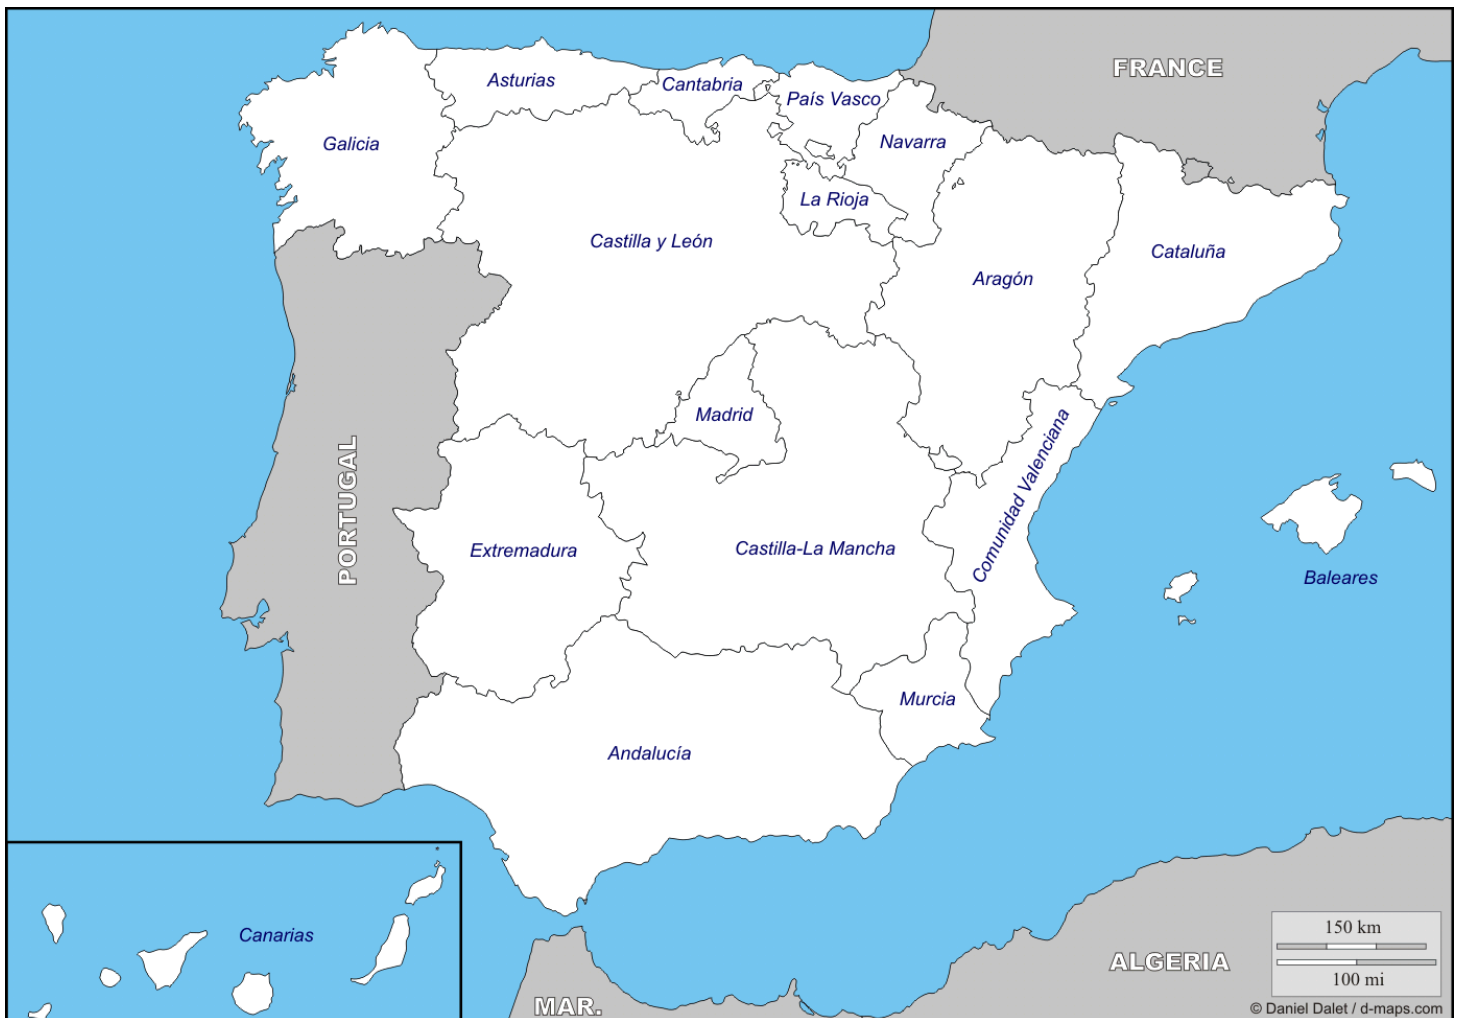 FRANCE
Asturias
Cantabria
País Vasco
Galicia
Navarra
La Rioja
Castilla y León
Cataluña
Aragón
Madrid
Comunidad Valenciana
PORTUGAL
Extremadura
Castilla-La Mancha
Baleares
Murcia
Andalucía
Canarias
150 km
ALGERIA
100 mi
MAR.
© Daniel Dalet / d-maps.com